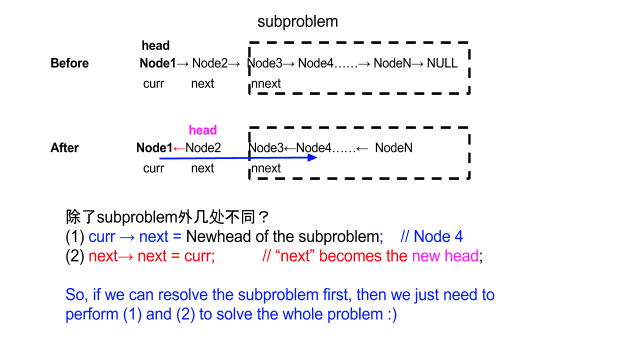 subproblem
head
Before Node1→ Node2→ Node3→ Node4……→ NodeN→ NULL
curr next nnext
head
After Node1←Node2 Node3←Node4……← NodeN
curr next nnext
除了subproblem外几处不同？
(1) curr → next = Newhead of the subproblem; // Node 4
(2) next→ next = curr; // “next” becomes the new head;
So, if we can resolve the subproblem first, then we just need to
perform (1) and (2) to solve the whole problem :)